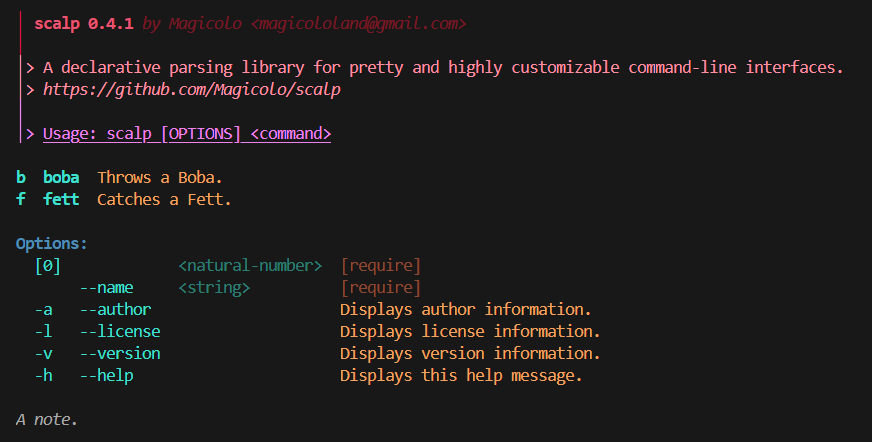 scalp 0.4.1 by Magicolo <magicololand@gmail.com>
> A declarative parsing library for pretty and highly customizable command-line interfaces.
> https://github.com/Magicolo/scalp
> Usage: scalp [OPTIONS] <command>
b boba Throws a Boba.
f fett Catches a Fett.
Options:
[0] <natural-number> [require]
--name <string> [require]
-a --author Displays author information.
-l --license Displays license information.
-v --version Displays version information.
-h --help Displays this help message.
A note.